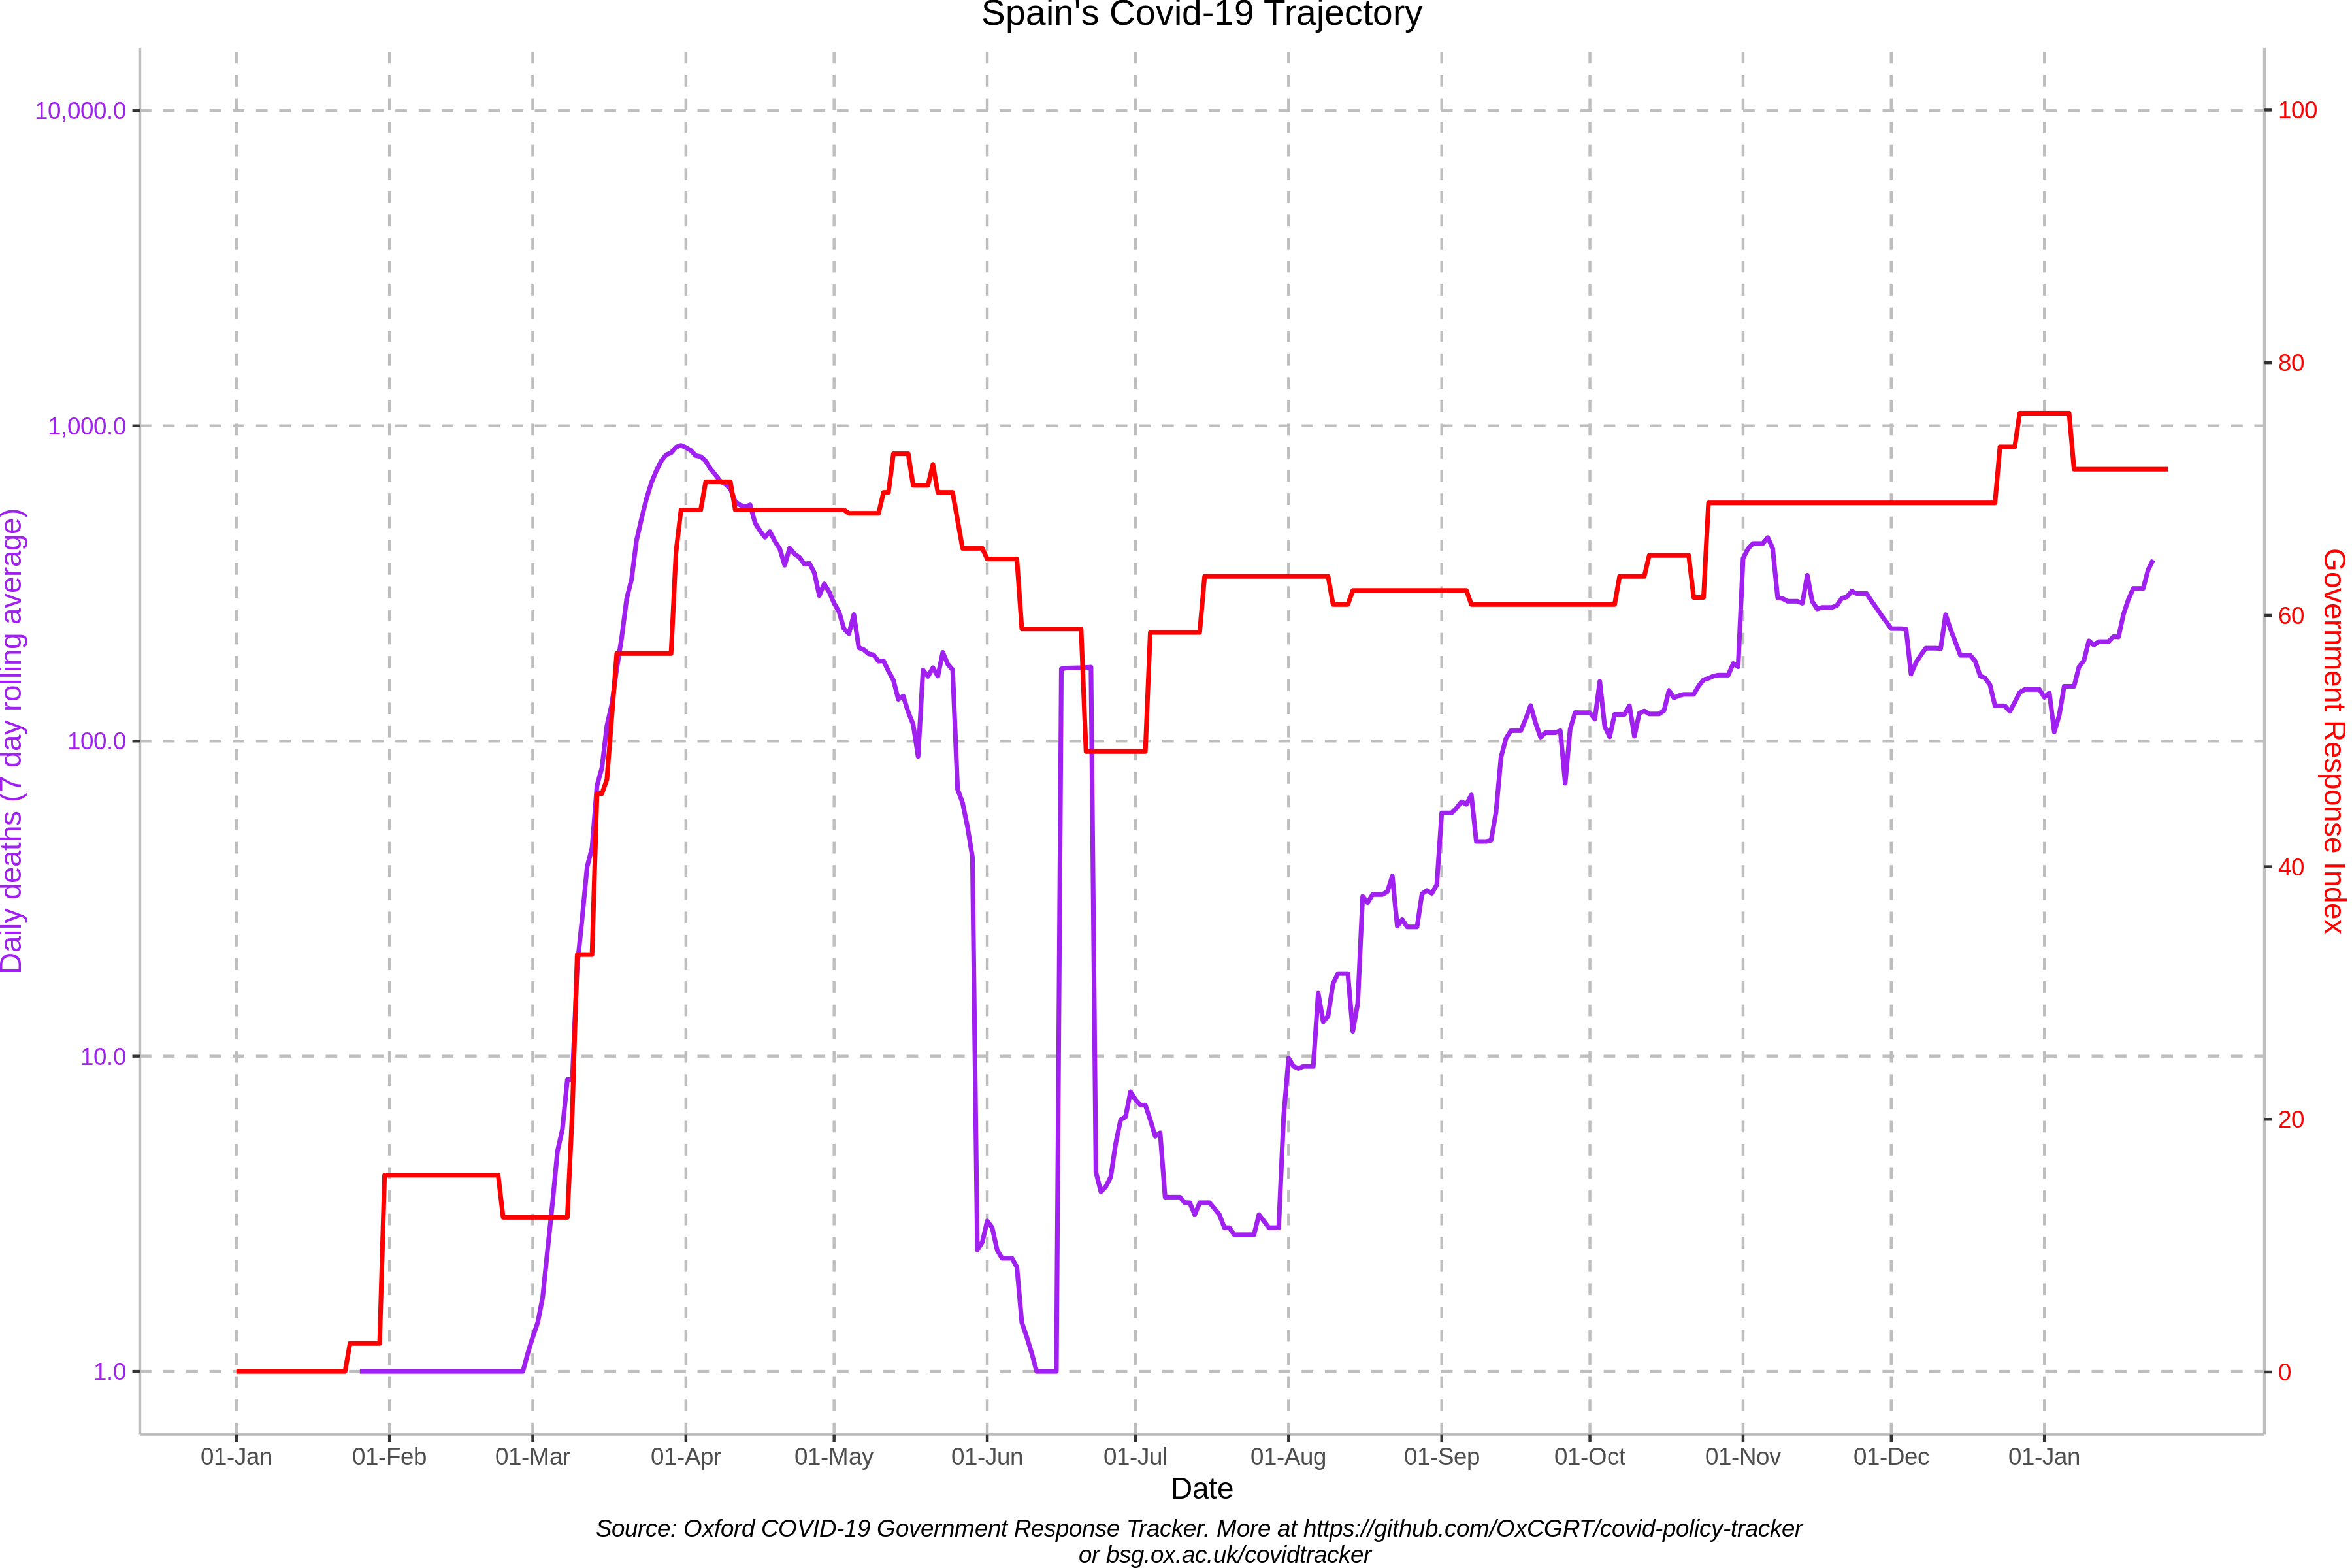 Spain's Covid-19 Trajectory
10,000.0
1,000.0
100.0
10.0
1.0
Daily deaths (7 day rolling average)
100
80
60
40
20
0
Government Response Index
01-Jan
01-Feb
01-Mar
01-Apr
01-May
01-Jun
01-Jul
01-Aug
01-Sep
01-Oct
01-Nov
01-Dec
01-Jan
Date
Source: Oxford COVID-19 Government Response Tracker. More at https://github.com/OxCGRT/covid-policy-tracker
or bsg.ox.ac.uk/covidtracker